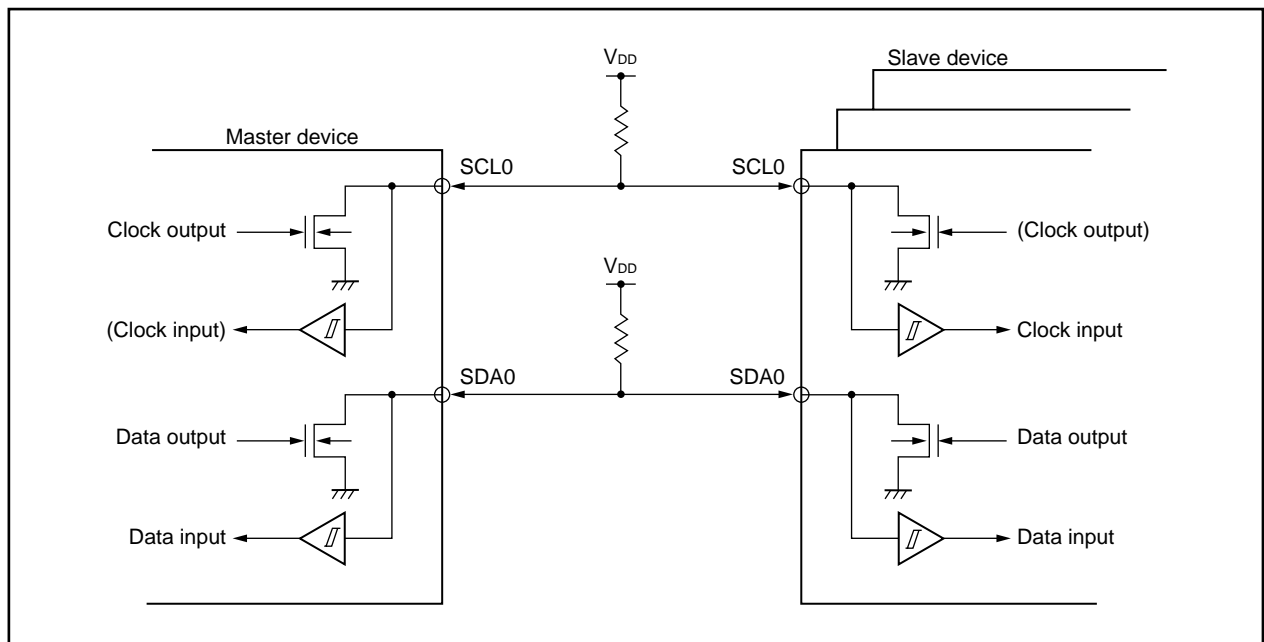 VDD
Slave device
Master device
SCL0
SCL0
Clock output
(Clock output)
VDD
(Clock input)
Clock input
SDA0
SDA0
Data output
Data output
Data input
Data input